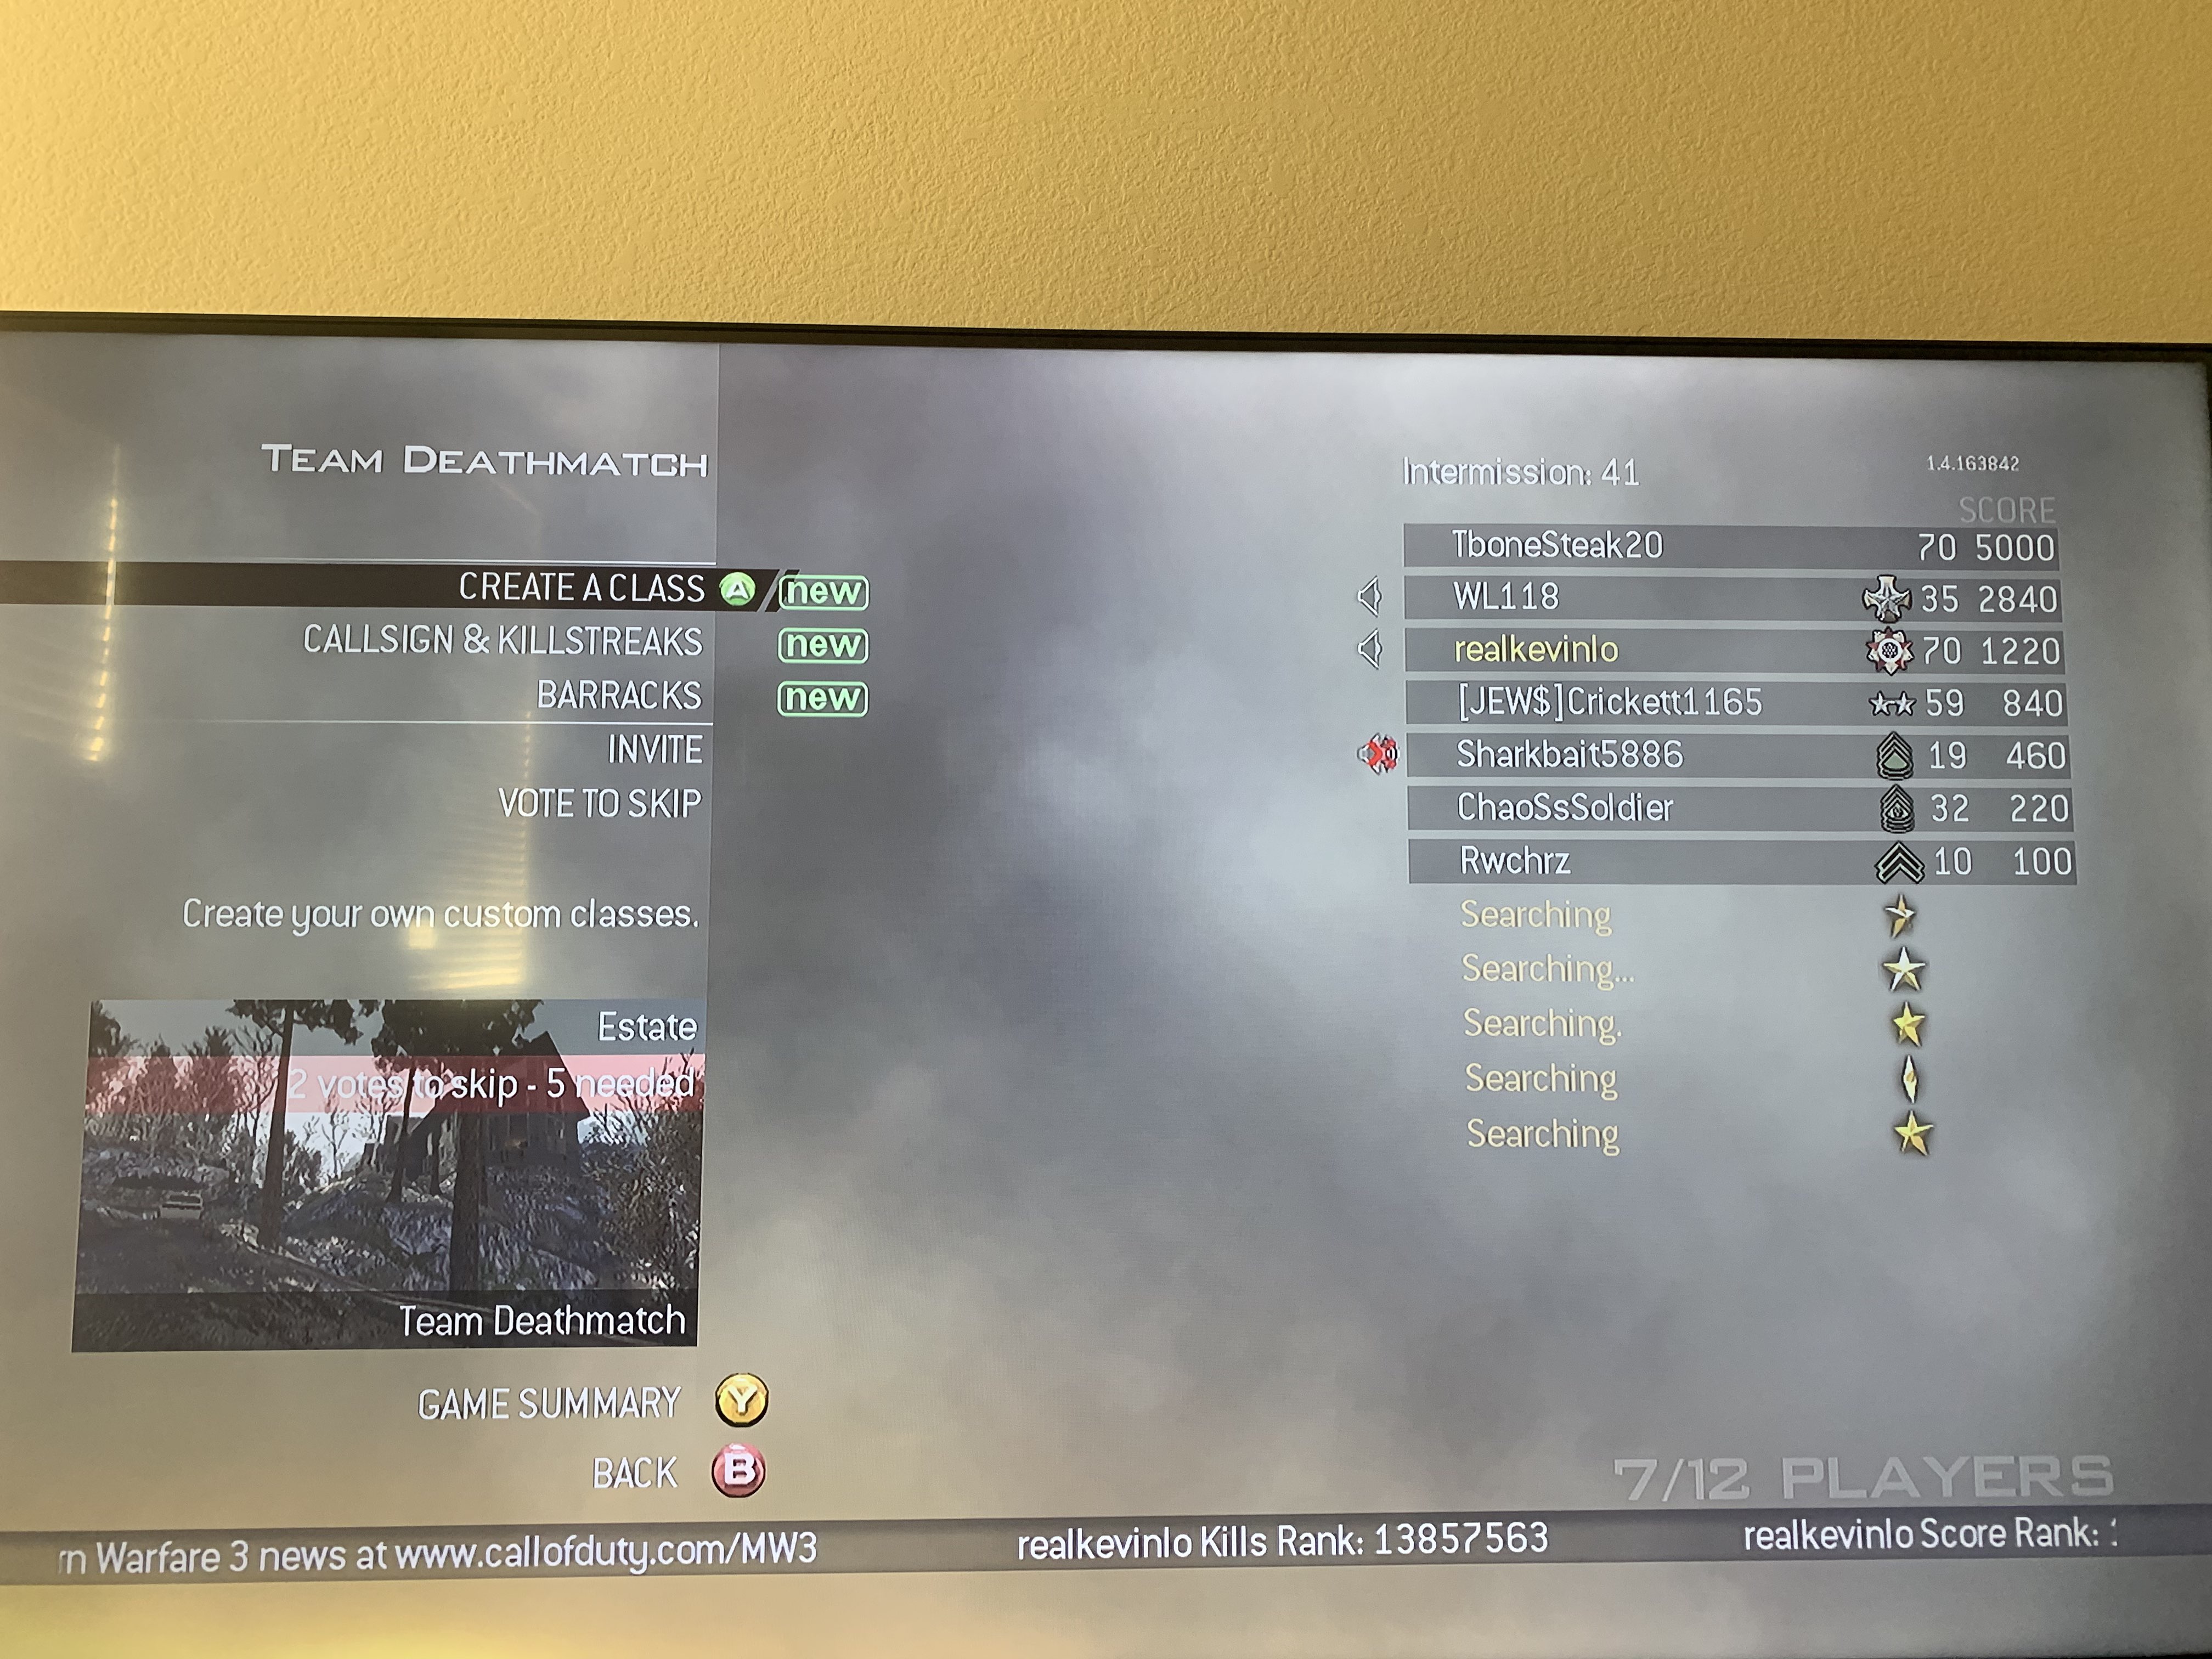 TEAM DEATHMATCH
CREATE A CLASS A new
CALLSIGN & KILLSTREAKS new
BARRACKS new
INVITE
VOTE TO SKIP
Create your own custom classes.
Estate
2 votes to skip - 5 needed
Team Deathmatch
GAME SUMMARY Y
BACK B
Intermission: 41 1.4.163842
SCORE
TboneSteak20 70 5000
WL118 35 2840
realkevinlo 70 1220
[JEW$]Crickett1165 59 840
Sharkbait5886 19 460
ChaoSsSoldier 32 220
Rwchrz 10 100
Searching
Searching...
Searching.
Searching
Searching
7/12 PLAYERS
rn Warfare 3 news at www.callofduty.com/MW3 realkevinlo Kills Rank: 13857563 realkevinlo Score Rank: